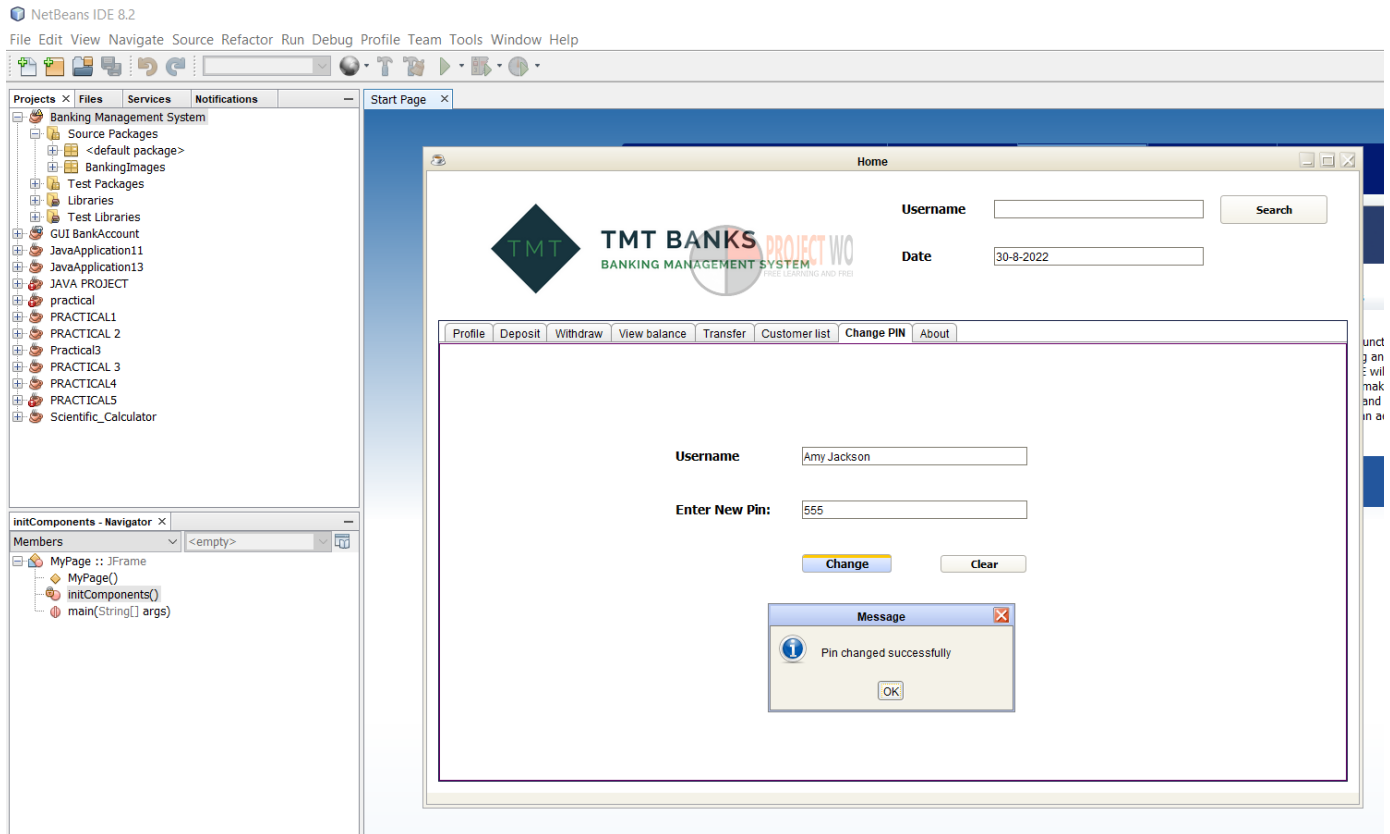 NetBeans IDE 8.2
File Edit View Navigate Source Refactor Run Debug Profile Team Tools Window Help
Projects Files Services Notifications
Banking Management System
Source Packages
<default package>
BankingImages
Test Packages
Libraries
Test Libraries
GUI BankAccount
JavaApplication11
JavaApplication13
JAVA PROJECT
practical
PRACTICAL1
PRACTICAL 2
Practical3
PRACTICAL 3
PRACTICAL4
PRACTICAL5
Scientific_Calculator
initComponents - Navigator
Members <empty>
MyPage :: JFrame
MyPage()
initComponents()
main(String[] args)
Start Page
Home
TMT
TMT BANKS
BANKING MANAGEMENT SYSTEM
PROJECT WO
FREE LEARNING AND FREI
Username Search
Date 30-8-2022
Profile Deposit Withdraw View balance Transfer Customer list Change PIN About
Username Amy Jackson
Enter New Pin: 555
Change Clear
Message
Pin changed successfully
OK
and